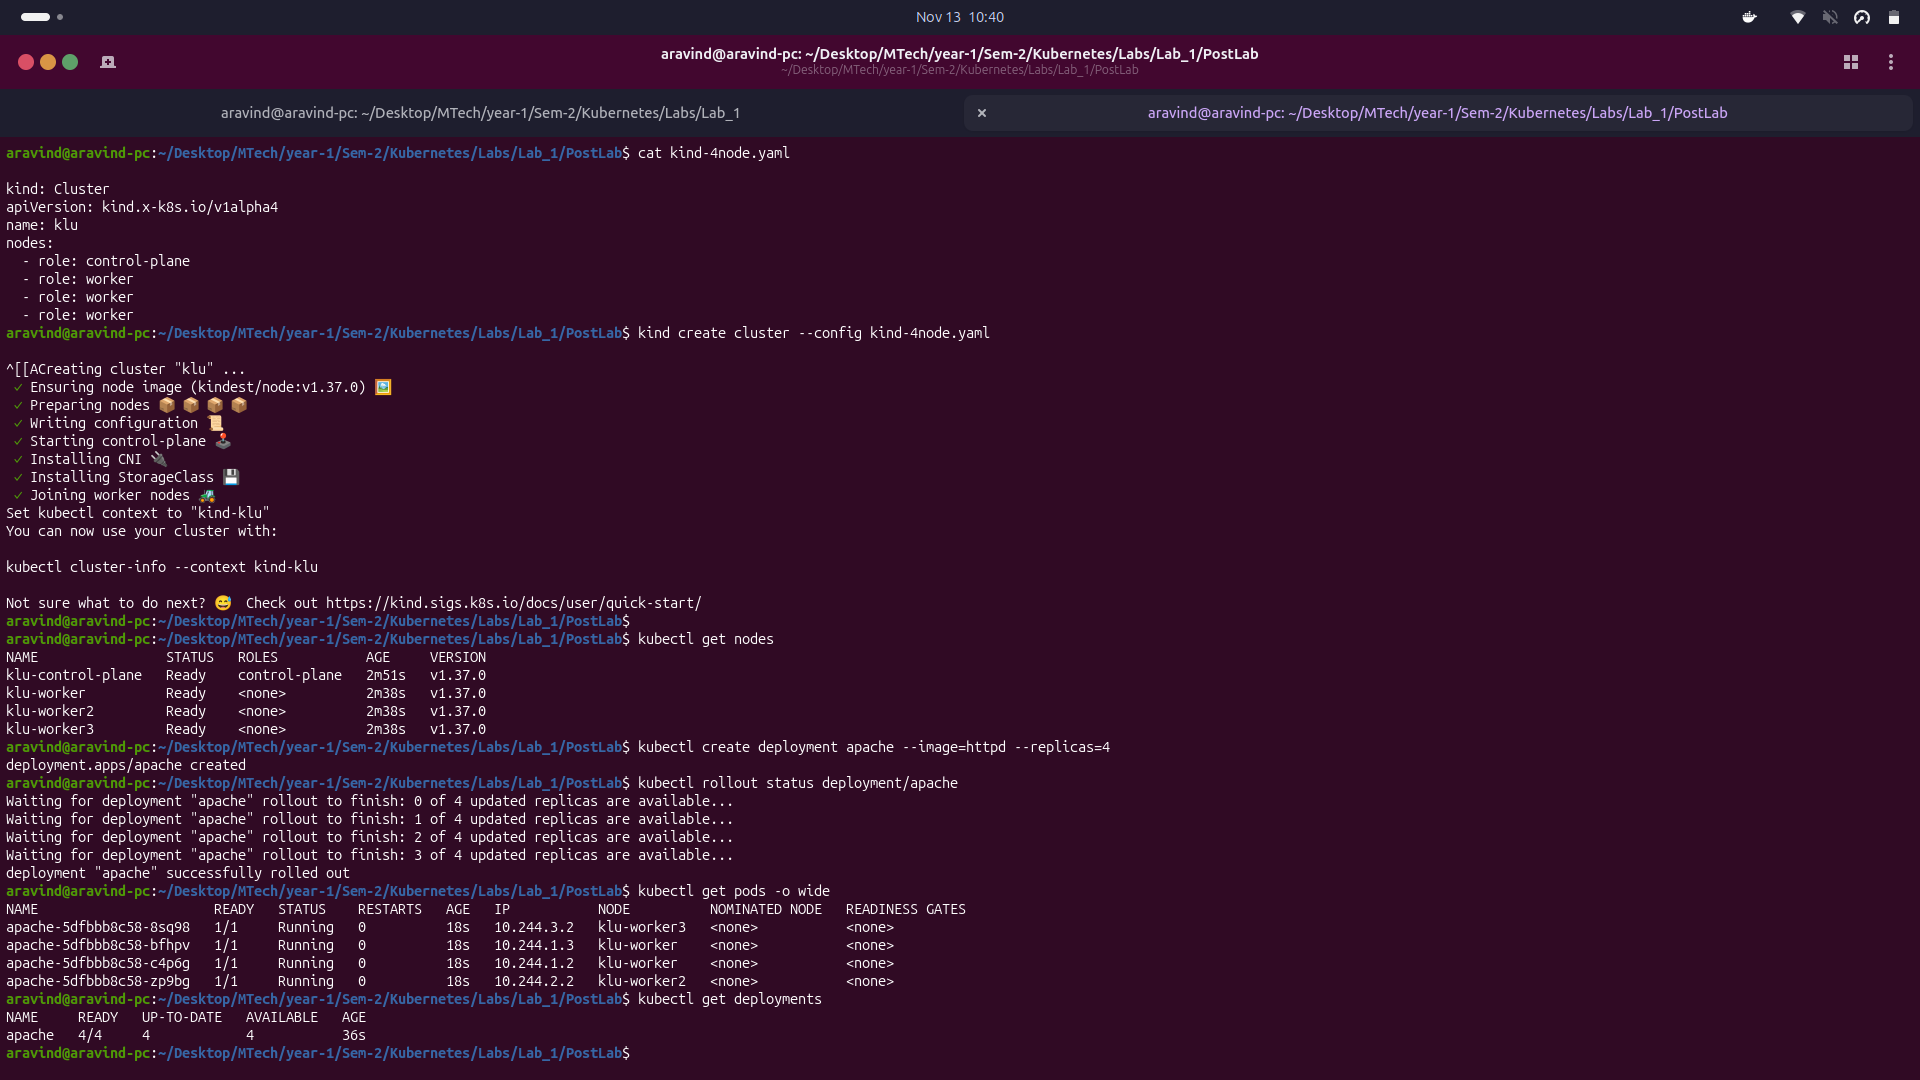 Nov 13 10:40
aravind@aravind-pc: ~/Desktop/MTech/year-1/Sem-2/Kubernetes/Labs/Lab_1/PostLab
~/Desktop/MTech/year-1/Sem-2/Kubernetes/Labs/Lab_1/PostLab
aravind@aravind-pc: ~/Desktop/MTech/year-1/Sem-2/Kubernetes/Labs/Lab_1
aravind@aravind-pc: ~/Desktop/MTech/year-1/Sem-2/Kubernetes/Labs/Lab_1/PostLab
aravind@aravind-pc:~/Desktop/MTech/year-1/Sem-2/Kubernetes/Labs/Lab_1/PostLab$ cat kind-4node.yaml
kind: Cluster
apiVersion: kind.x-k8s.io/v1alpha4
name: klu
nodes:
  - role: control-plane
  - role: worker
  - role: worker
  - role: worker
aravind@aravind-pc:~/Desktop/MTech/year-1/Sem-2/Kubernetes/Labs/Lab_1/PostLab$ kind create cluster --config kind-4node.yaml
^[[ACreating cluster "klu" ...
 ✓ Ensuring node image (kindest/node:v1.37.0) 🖼️
 ✓ Preparing nodes 📦 📦 📦 📦
 ✓ Writing configuration 📜
 ✓ Starting control-plane 🕹️
 ✓ Installing CNI 🔌
 ✓ Installing StorageClass 💾
 ✓ Joining worker nodes 🚜
Set kubectl context to "kind-klu"
You can now use your cluster with:
kubectl cluster-info --context kind-klu
Not sure what to do next? 😅  Check out https://kind.sigs.k8s.io/docs/user/quick-start/
aravind@aravind-pc:~/Desktop/MTech/year-1/Sem-2/Kubernetes/Labs/Lab_1/PostLab$
aravind@aravind-pc:~/Desktop/MTech/year-1/Sem-2/Kubernetes/Labs/Lab_1/PostLab$ kubectl get nodes
NAME                STATUS   ROLES           AGE     VERSION
klu-control-plane   Ready    control-plane   2m51s   v1.37.0
klu-worker          Ready    <none>          2m38s   v1.37.0
klu-worker2         Ready    <none>          2m38s   v1.37.0
klu-worker3         Ready    <none>          2m38s   v1.37.0
aravind@aravind-pc:~/Desktop/MTech/year-1/Sem-2/Kubernetes/Labs/Lab_1/PostLab$ kubectl create deployment apache --image=httpd --replicas=4
deployment.apps/apache created
aravind@aravind-pc:~/Desktop/MTech/year-1/Sem-2/Kubernetes/Labs/Lab_1/PostLab$ kubectl rollout status deployment/apache
Waiting for deployment "apache" rollout to finish: 0 of 4 updated replicas are available...
Waiting for deployment "apache" rollout to finish: 1 of 4 updated replicas are available...
Waiting for deployment "apache" rollout to finish: 2 of 4 updated replicas are available...
Waiting for deployment "apache" rollout to finish: 3 of 4 updated replicas are available...
deployment "apache" successfully rolled out
aravind@aravind-pc:~/Desktop/MTech/year-1/Sem-2/Kubernetes/Labs/Lab_1/PostLab$ kubectl get pods -o wide
NAME                      READY   STATUS    RESTARTS   AGE   IP           NODE          NOMINATED NODE   READINESS GATES
apache-5dfbbb8c58-8sq98   1/1     Running   0          18s   10.244.3.2   klu-worker3   <none>           <none>
apache-5dfbbb8c58-bfhpv   1/1     Running   0          18s   10.244.1.3   klu-worker    <none>           <none>
apache-5dfbbb8c58-c4p6g   1/1     Running   0          18s   10.244.1.2   klu-worker    <none>           <none>
apache-5dfbbb8c58-zp9bg   1/1     Running   0          18s   10.244.2.2   klu-worker2   <none>           <none>
aravind@aravind-pc:~/Desktop/MTech/year-1/Sem-2/Kubernetes/Labs/Lab_1/PostLab$ kubectl get deployments
NAME     READY   UP-TO-DATE   AVAILABLE   AGE
apache   4/4     4            4           36s
aravind@aravind-pc:~/Desktop/MTech/year-1/Sem-2/Kubernetes/Labs/Lab_1/PostLab$